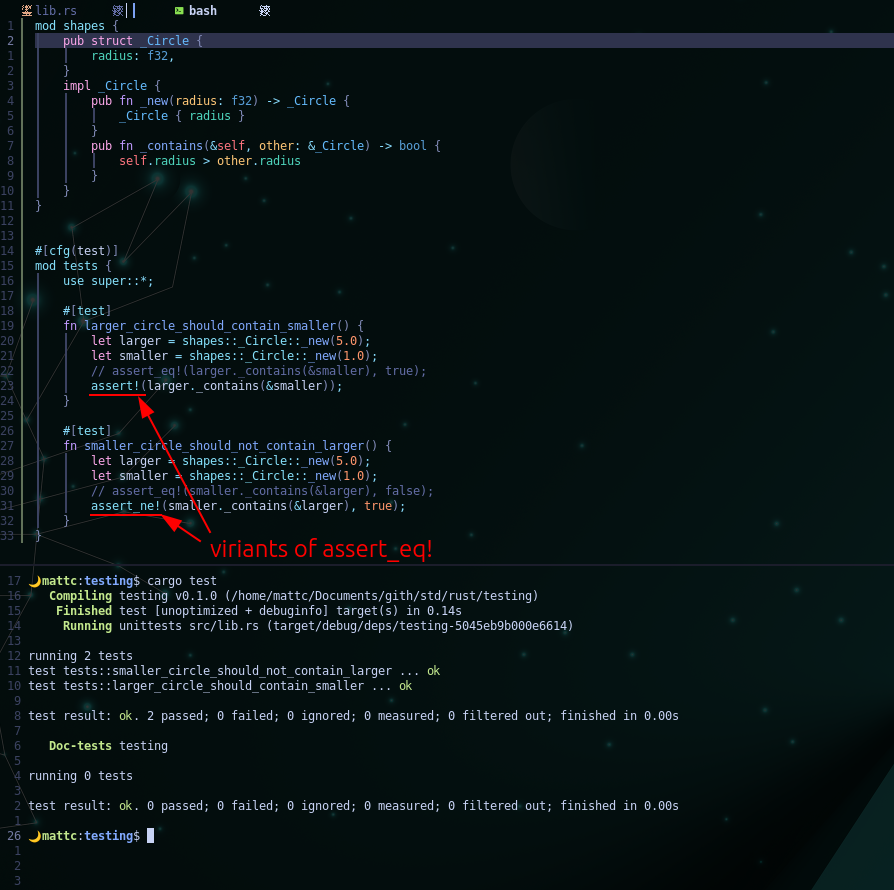 lib.rs bash
1 mod shapes {
2 pub struct _Circle {
1 radius: f32,
2 }
3 impl _Circle {
4 pub fn _new(radius: f32) -> _Circle {
5 _Circle { radius }
6 }
7 pub fn _contains(&self, other: &_Circle) -> bool {
8 self.radius > other.radius
9 }
10 }
11 }
12
13
14 #[cfg(test)]
15 mod tests {
16 use super::*;
17
18 #[test]
19 fn larger_circle_should_contain_smaller() {
20 let larger = shapes::_Circle::_new(5.0);
21 let smaller = shapes::_Circle::_new(1.0);
22 // assert_eq!(larger._contains(&smaller), true);
23 assert!(larger._contains(&smaller));
24 }
25
26 #[test]
27 fn smaller_circle_should_not_contain_larger() {
28 let larger = shapes::_Circle::_new(5.0);
29 let smaller = shapes::_Circle::_new(1.0);
30 // assert_eq!(smaller._contains(&larger), false);
31 assert_ne!(smaller._contains(&larger), true);
32 }
33 }
viriants of assert_eq!
17 🌙mattc:testing$ cargo test
16 Compiling testing v0.1.0 (/home/mattc/Documents/gith/std/rust/testing)
15 Finished test [unoptimized + debuginfo] target(s) in 0.14s
14 Running unittests src/lib.rs (target/debug/deps/testing-5045eb9b000e6614)
13
12 running 2 tests
11 test tests::smaller_circle_should_not_contain_larger ... ok
10 test tests::larger_circle_should_contain_smaller ... ok
9
8 test result: ok. 2 passed; 0 failed; 0 ignored; 0 measured; 0 filtered out; finished in 0.00s
7
6 Doc-tests testing
5
4 running 0 tests
3
2 test result: ok. 0 passed; 0 failed; 0 ignored; 0 measured; 0 filtered out; finished in 0.00s
1
26 🌙mattc:testing$
1
2
3